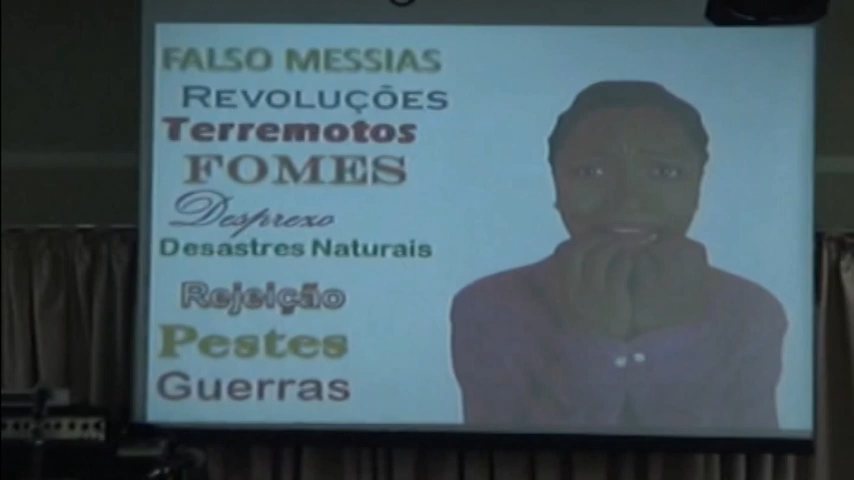 FALSO MESSIAS
REVOLUÇÕES
Terremotos
FOMES
Desprezo
Desastres Naturais
Rejeição
Pestes
Guerras